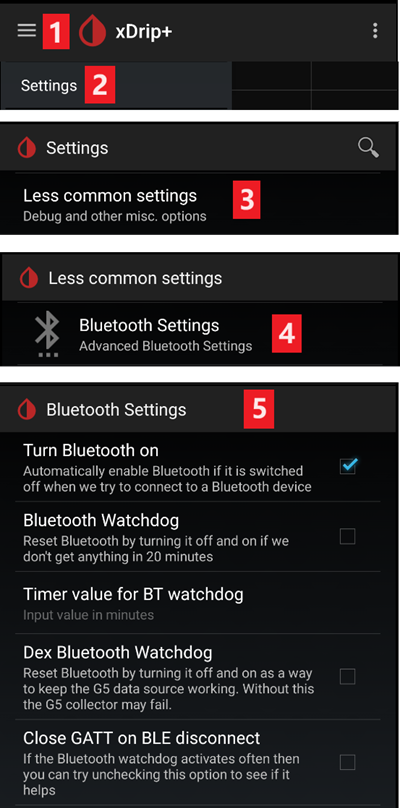 1 xDrip+
Settings 2
Settings
Less common settings
Debug and other misc. options
3
Less common settings
Bluetooth Settings
Advanced Bluetooth Settings
4
Bluetooth Settings 5
Turn Bluetooth on
Automatically enable Bluetooth if it is switched
off when we try to connect to a Bluetooth device
Bluetooth Watchdog
Reset Bluetooth by turning it off and on if we
don't get anything in 20 minutes
Timer value for BT watchdog
Input value in minutes
Dex Bluetooth Watchdog
Reset Bluetooth by turning it off and on as a way
to keep the G5 data source working. Without this
the G5 collector may fail.
Close GATT on BLE disconnect
If the Bluetooth watchdog activates often then
you can try unchecking this option to see if it
helps